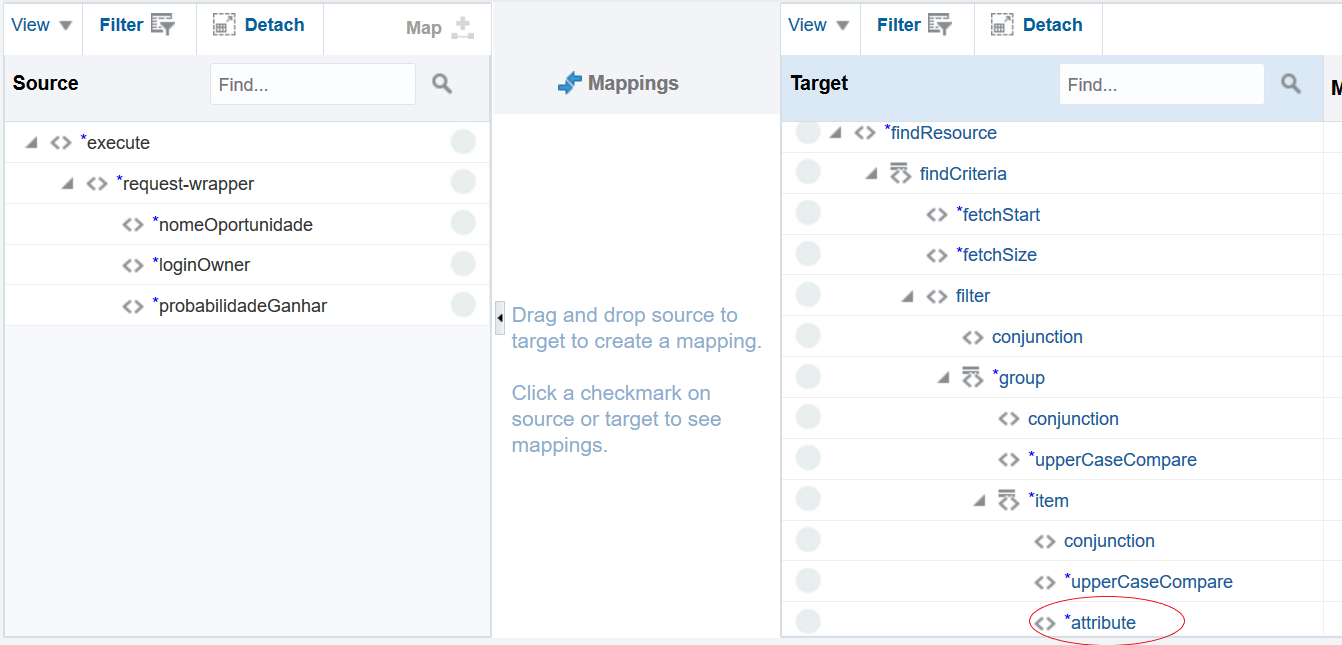 View Filter Detach Map
Source Find...
*execute
*request-wrapper
*nomeOportunidade
*loginOwner
*probabilidadeGanhar
Mappings
Drag and drop source to
target to create a mapping.
Click a checkmark on
source or target to see
mappings.
View Filter Detach
Target Find... M
*findResource
findCriteria
*fetchStart
*fetchSize
filter
conjunction
*group
conjunction
*upperCaseCompare
*item
conjunction
*upperCaseCompare
*attribute